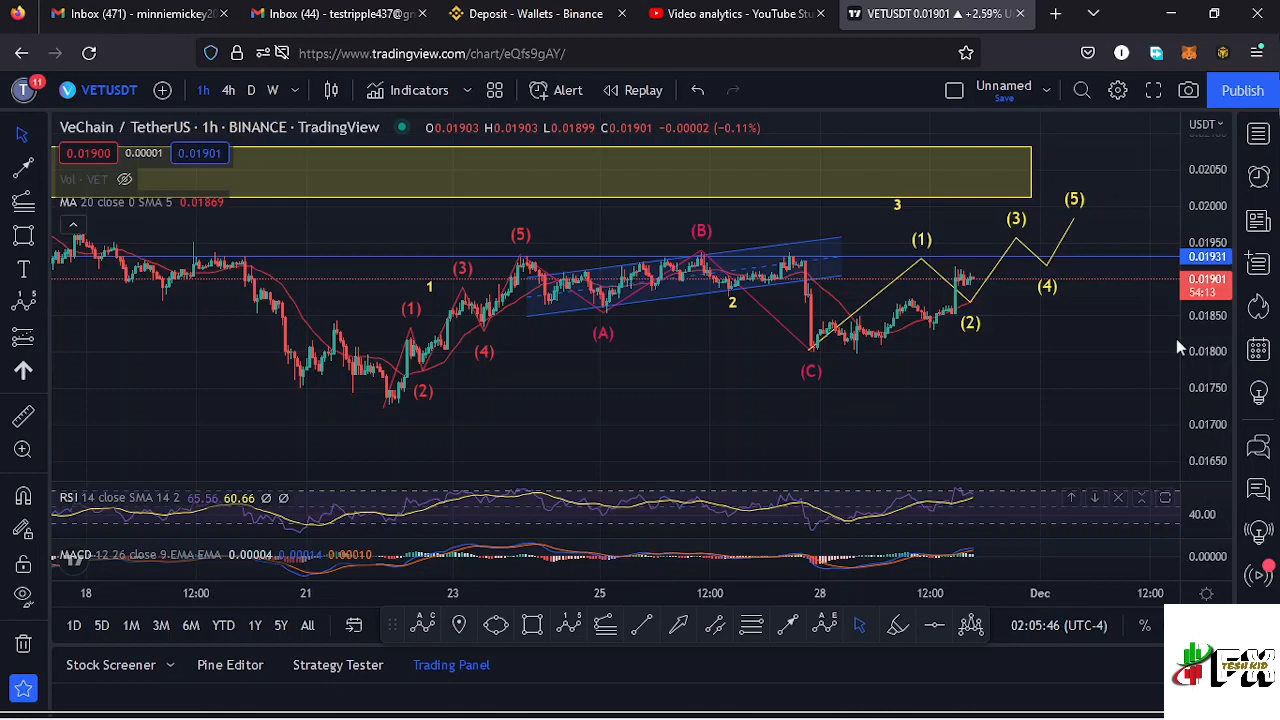 Inbox (471) - minniemickey20
Inbox (44) - testripple437@gn
Deposit - Wallets - Binance
Video analytics - YouTube Stu
VETUSDT 0.01901 ▲ +2.59% Un
https://www.tradingview.com/chart/eQfs9gAY/
T 11 VETUSDT 1h 4h D W Indicators Alert Replay Unnamed Save Publish
VeChain / TetherUS · 1h · BINANCE · TradingView O0.01903 H0.01903 L0.01899 C0.01901 -0.00002 (-0.11%) USDT
0.01900 0.00001 0.01901
Vol · VET
MA 20 close 0 SMA 5 0.01869
0.02050
0.02000
0.01950
0.01931
0.01901
54:13
0.01850
0.01800
0.01750
0.01700
0.01650
(1)
(2)
(3)
(4)
(5)
1
(A)
(B)
(C)
2
3
(1)
(2)
(3)
(4)
(5)
RSI 14 close SMA 14 2 65.56 60.66 Ø Ø
40.00
MACD 12 26 close 9 EMA EMA 0.00004 0.00014 0.00010
0.00000
18 12:00 21 23 25 12:00 28 12:00 Dec 12:00
1D 5D 1M 3M 6M YTD 1Y 5Y All 02:05:46 (UTC-4) %
Stock Screener Pine Editor Strategy Tester Trading Panel
FX
TESH KID